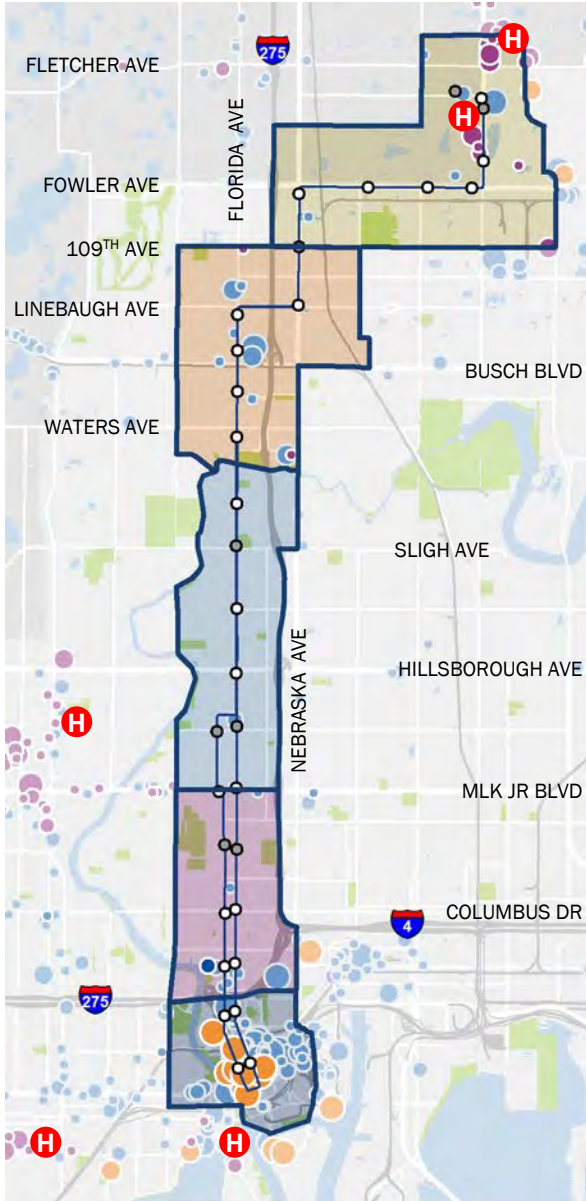 H
275
FLETCHER AVE
FLORIDA AVE
H
FOWLER AVE
109TH AVE
LINEBAUGH AVE
BUSCH BLVD
WATERS AVE
SLIGH AVE
NEBRASKA AVE
HILLSBOROUGH AVE
H
MLK JR BLVD
COLUMBUS DR
4
275
H
H